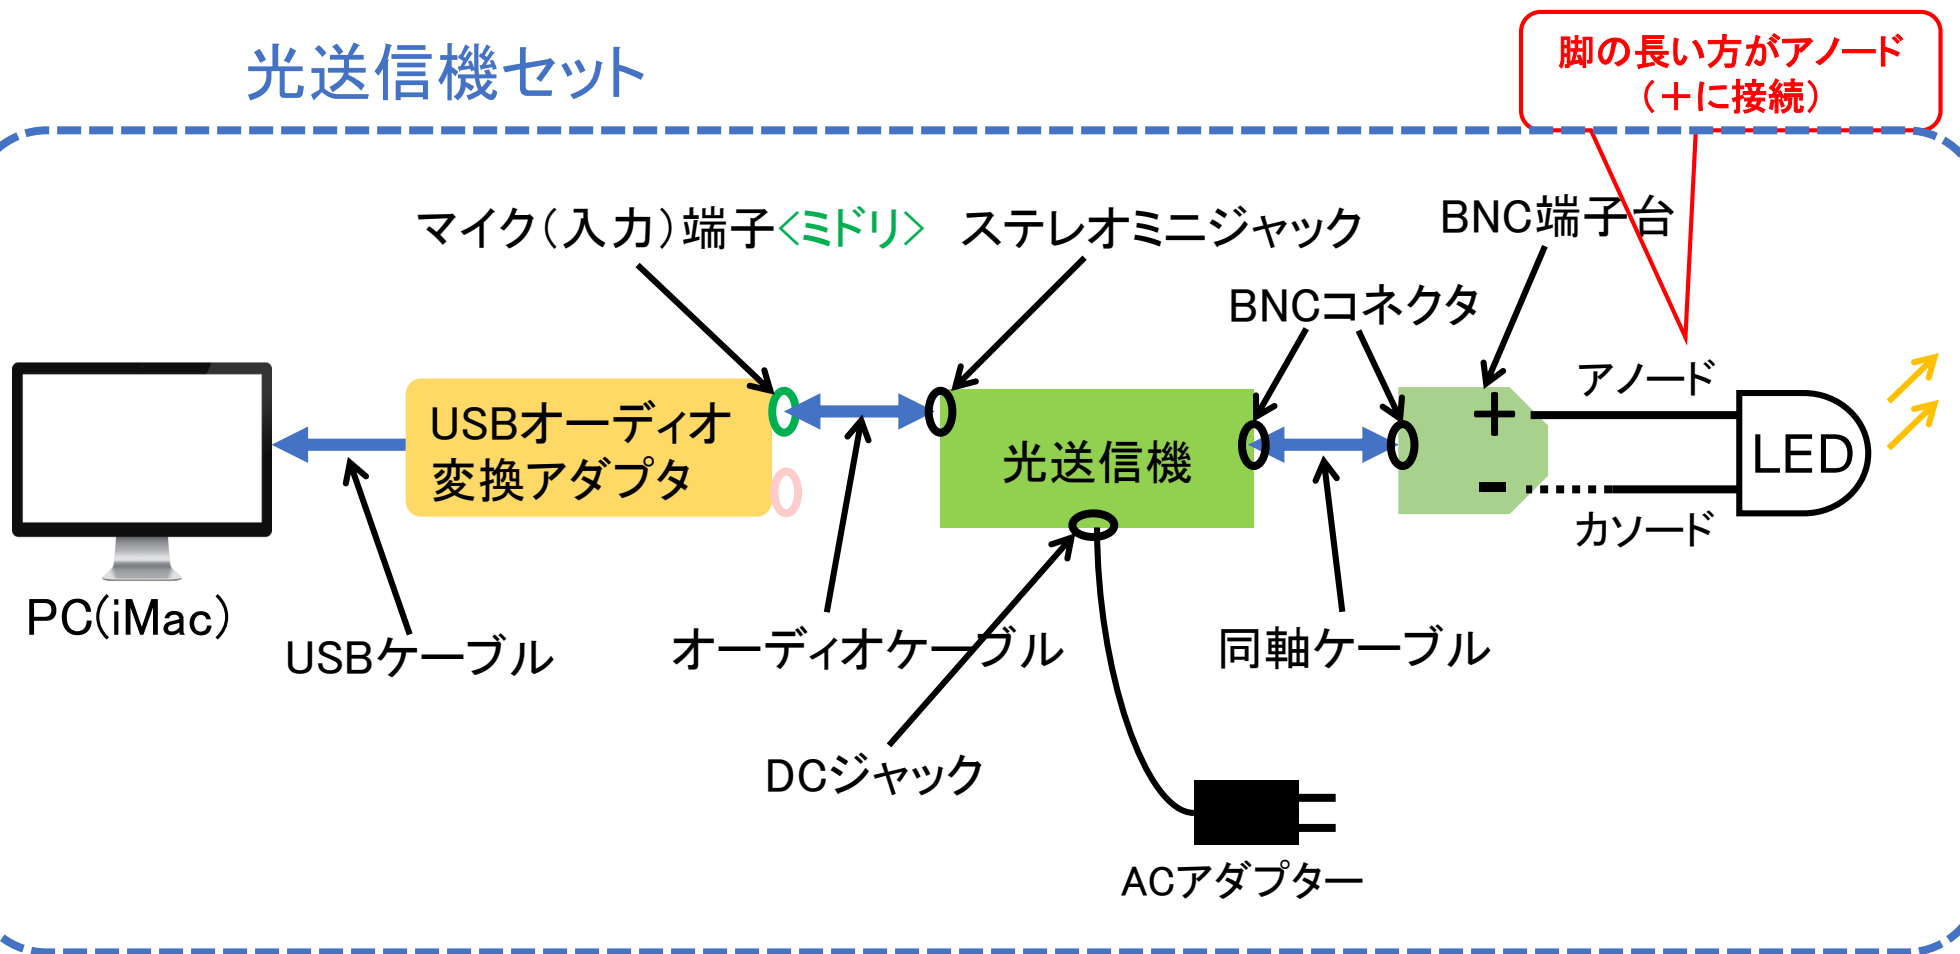 光送信機セット
脚の長い方がアノード
（＋に接続）
マイク（入力）端子<ミドリ>
ステレオミニジャック
BNC端子台
BNCコネクタ
アノード
USBオーディオ
変換アダプタ
光送信機
＋
LED
−
カソード
PC(iMac)
USBケーブル
オーディオケーブル
同軸ケーブル
DCジャック
ACアダプター